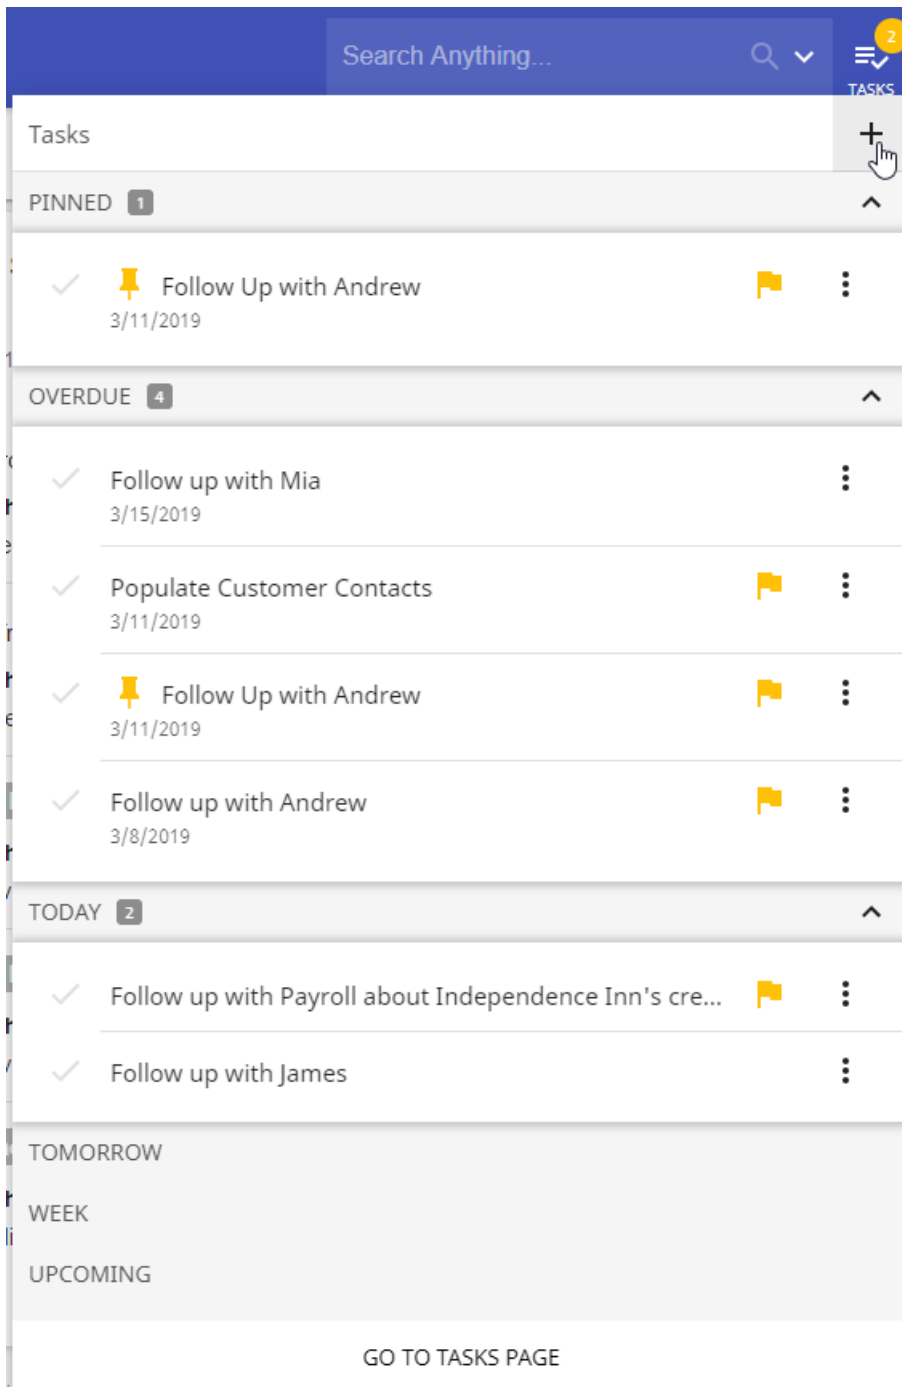 Search Anything...
2
TASKS
Tasks
PINNED 1
Follow Up with Andrew
3/11/2019
OVERDUE 4
Follow up with Mia
3/15/2019
Populate Customer Contacts
3/11/2019
Follow Up with Andrew
3/11/2019
Follow up with Andrew
3/8/2019
TODAY 2
Follow up with Payroll about Independence Inn's cre...
Follow up with James
TOMORROW
WEEK
UPCOMING
GO TO TASKS PAGE